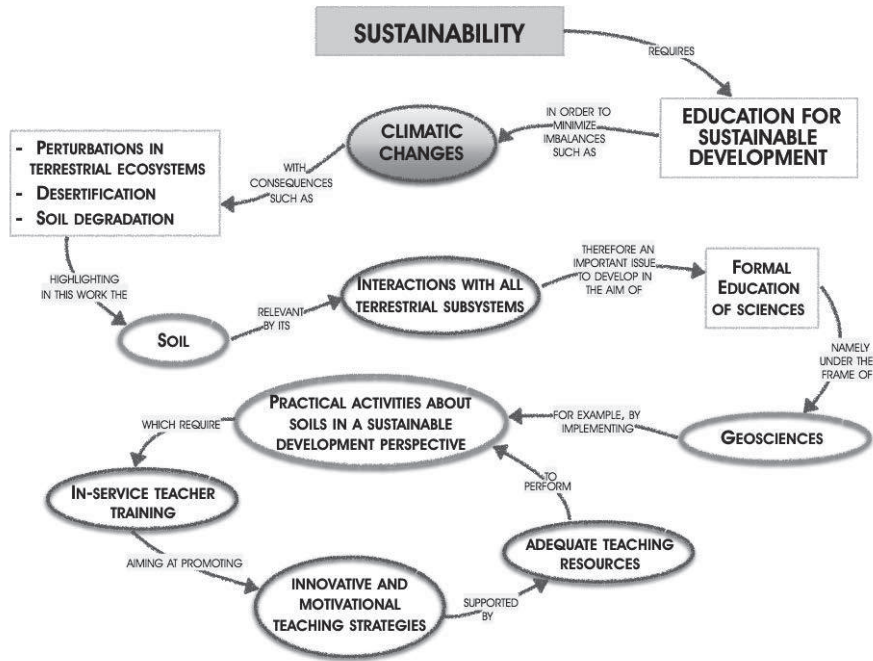 SUSTAINABILITY
REQUIRES
EDUCATION FOR
SUSTAINABLE
DEVELOPMENT
IN ORDER TO
MINIMIZE
IMBALANCES
SUCH AS
CLIMATIC
CHANGES
WITH
CONSEQUENCES
SUCH AS
- PERTURBATIONS IN
TERRESTRIAL ECOSYSTEMS
- DESERTIFICATION
- SOIL DEGRADATION
HIGHLIGHTING
IN THIS WORK THE
SOIL
RELEVANT
BY ITS
INTERACTIONS WITH ALL
TERRESTRIAL SUBSYSTEMS
THEREFORE AN
IMPORTANT ISSUE
TO DEVELOP IN
THE AIM OF
FORMAL
EDUCATION
OF SCIENCES
NAMELY
UNDER THE
FRAME OF
GEOSCIENCES
FOR EXAMPLE, BY
IMPLEMENTING
PRACTICAL ACTIVITIES ABOUT
SOILS IN A SUSTAINABLE
DEVELOPMENT PERSPECTIVE
WHICH REQUIRE
IN-SERVICE TEACHER
TRAINING
AIMING AT PROMOTING
INNOVATIVE AND
MOTIVATIONAL
TEACHING STRATEGIES
SUPPORTED
BY
ADEQUATE TEACHING
RESOURCES
TO
PERFORM